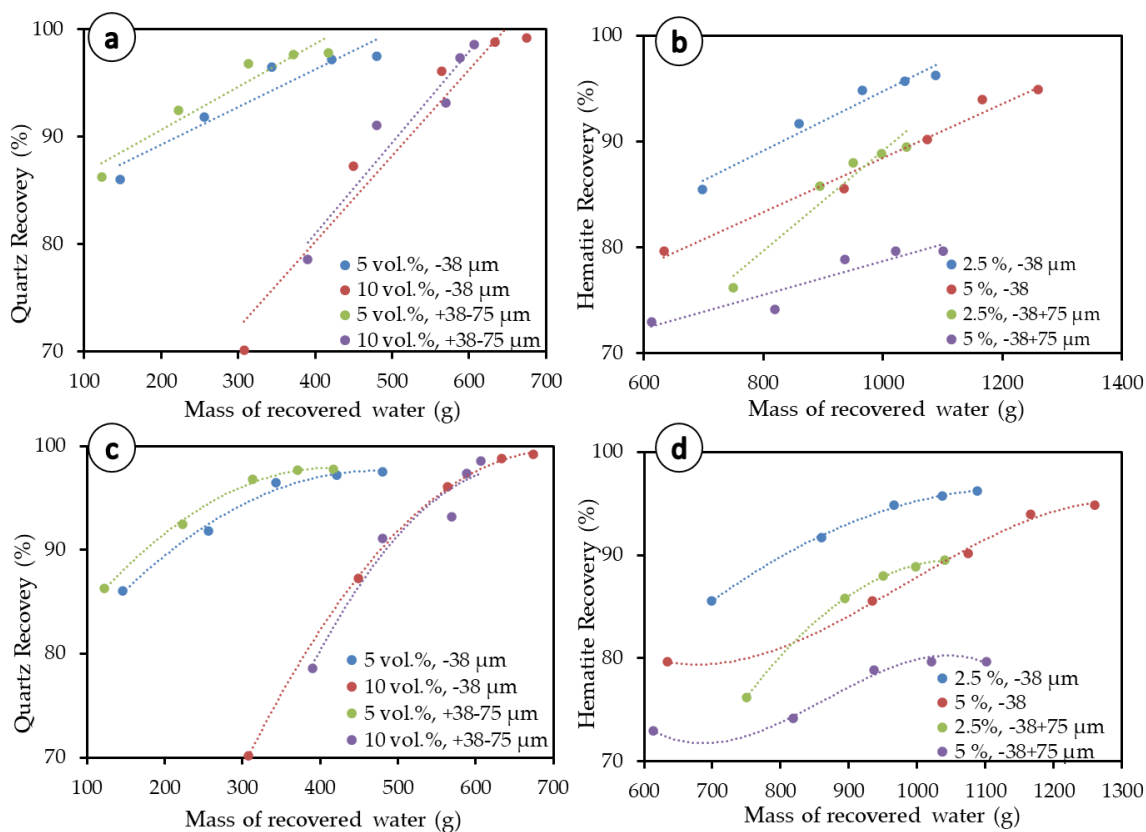 a
100
90
80
70
Quartz Recovey (%)
5 vol.%, -38 µm
10 vol.%, -38 µm
5 vol.%, +38-75 µm
10 vol.%, +38-75 µm
100 200 300 400 500 600 700
Mass of recovered water (g)
b
100
90
80
70
Hematite Recovery (%)
2.5 %, -38 µm
5 %, -38
2.5%, -38+75 µm
5 %, -38+75 µm
600 800 1000 1200 1400
Mass of recovered water (g)
c
100
90
80
70
Quartz Recovey (%)
5 vol.%, -38 µm
10 vol.%, -38 µm
5 vol.%, +38-75 µm
10 vol.%, +38-75 µm
100 200 300 400 500 600 700
Mass of recovered water (g)
d
100
90
80
70
Hematite Recovery (%)
2.5 %, -38 µm
5 %, -38
2.5%, -38+75 µm
5 %, -38+75 µm
600 700 800 900 1000 1100 1200 1300
Mass of recovered water (g)